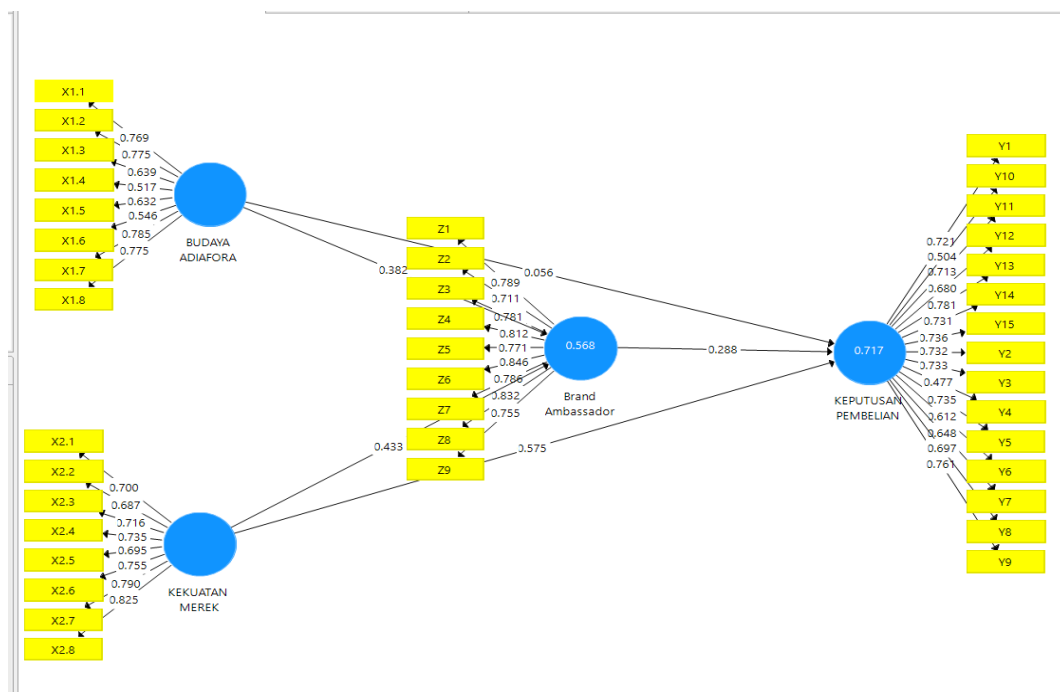 X1.1
X1.2
X1.3
X1.4
X1.5
X1.6
X1.7
X1.8
0.769
0.775
0.639
0.517
0.632
0.546
0.785
0.775
BUDAYA
ADIAFORA
X2.1
X2.2
X2.3
X2.4
X2.5
X2.6
X2.7
X2.8
0.700
0.687
0.716
0.735
0.695
0.755
0.790
0.825
KEKUATAN
MEREK
0.382
0.056
0.433
0.575
Z1
Z2
Z3
Z4
Z5
Z6
Z7
Z8
Z9
0.789
0.711
0.781
0.812
0.771
0.846
0.786
0.832
0.755
0.568
Brand
Ambassador
0.288
0.717
KEPUTUSAN
PEMBELIAN
0.721
0.504
0.713
0.680
0.781
0.731
0.736
0.732
0.733
0.477
0.735
0.612
0.648
0.697
0.761
Y1
Y10
Y11
Y12
Y13
Y14
Y15
Y2
Y3
Y4
Y5
Y6
Y7
Y8
Y9